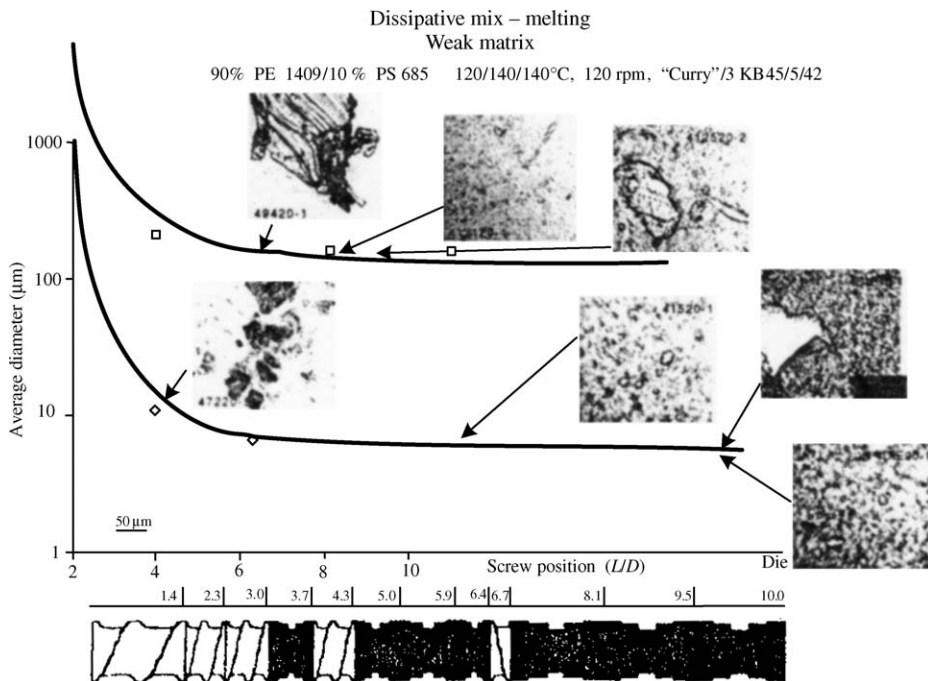 Dissipative mix – melting
Weak matrix
90% PE 1409/10 % PS 685 120/140/140°C, 120 rpm, “Curry”/3 KB45/5/42
1000
49420-1
412520-2
100
Average diameter (µm)
41520-1
10
50 µm
1
2 4 6 8 10 Screw position (L/D) Die
1.4 2.3 3.0 3.7 4.3 5.0 5.9 6.4 6.7 8.1 9.5 10.0